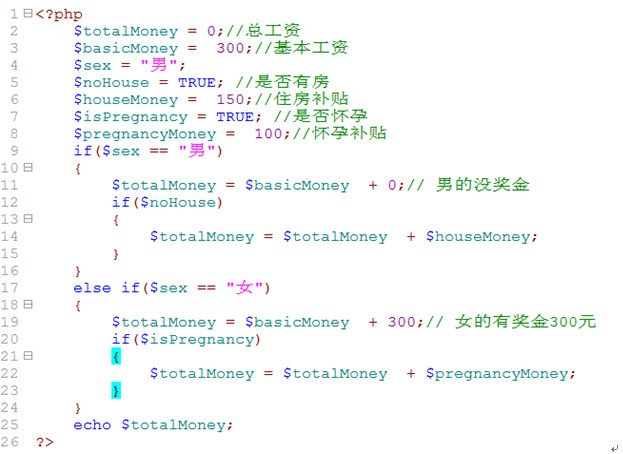 1 <?php
2 $totalMoney = 0;//总工资
3 $basicMoney =  300;//基本工资
4 $sex = "男";
5 $noHouse = TRUE; //是否有房
6 $houseMoney =  150;//住房补贴
7 $isPregnancy = TRUE; //是否怀孕
8 $pregnancyMoney =  100;//怀孕补贴
9 if($sex == "男")
10 {
11 $totalMoney = $basicMoney  + 0;// 男的没奖金
12 if($noHouse)
13 {
14 $totalMoney = $totalMoney  + $houseMoney;
15 }
16 }
17 else if($sex == "女")
18 {
19 $totalMoney = $basicMoney  + 300;// 女的有奖金300元
20 if($isPregnancy)
21 {
22 $totalMoney = $totalMoney  + $pregnancyMoney;
23 }
24 }
25 echo $totalMoney;
26 ?>